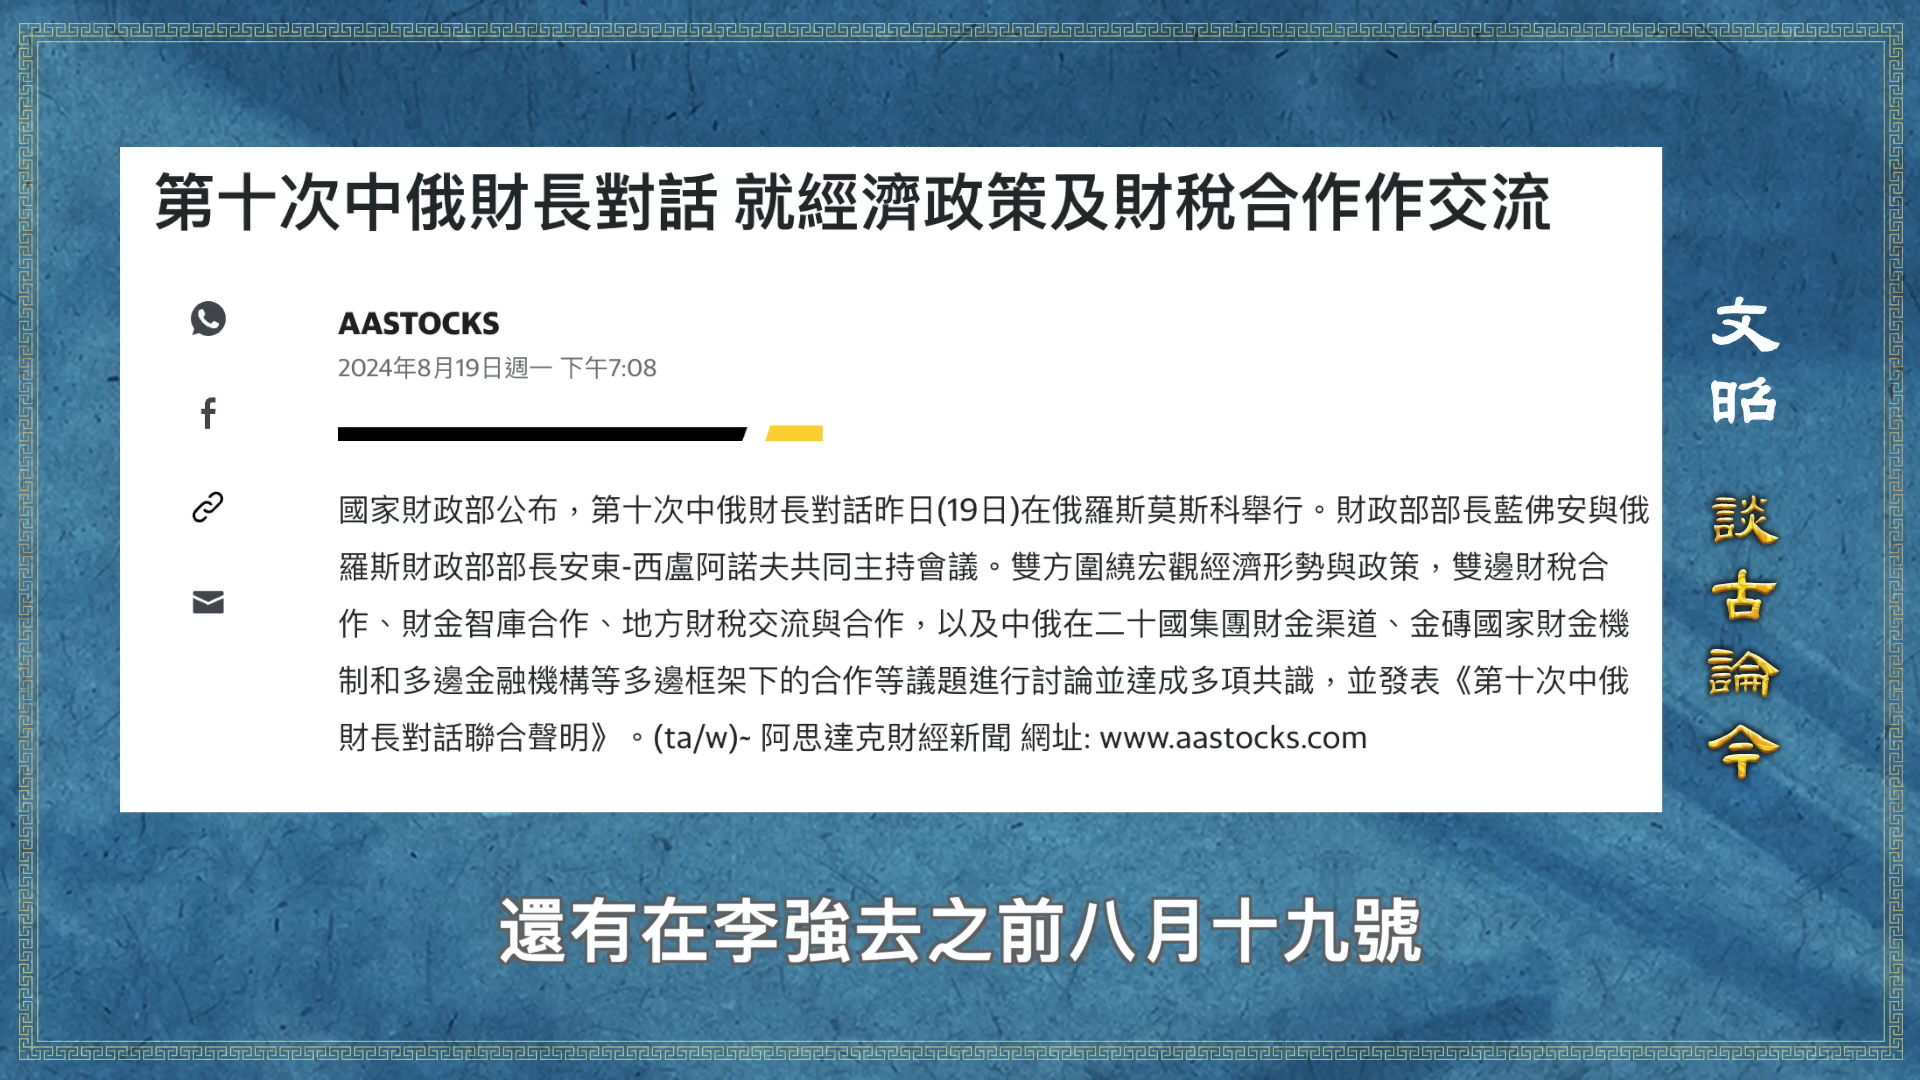 第十次中俄財長對話 就經濟政策及財稅合作作交流
AASTOCKS
2024年8月19日週一 下午7:08
國家財政部公布，第十次中俄財長對話昨日(19日)在俄羅斯莫斯科舉行。財政部部長藍佛安與俄
羅斯財政部部長安東-西盧阿諾夫共同主持會議。雙方圍繞宏觀經濟形勢與政策，雙邊財稅合
作、財金智庫合作、地方財稅交流與合作，以及中俄在二十國集團財金渠道、金磚國家財金機
制和多邊金融機構等多邊框架下的合作等議題進行討論並達成多項共識，並發表《第十次中俄
財長對話聯合聲明》。(ta/w)~ 阿思達克財經新聞 網址: www.aastocks.com
文昭
談古論今
還有在李強去之前八月十九號